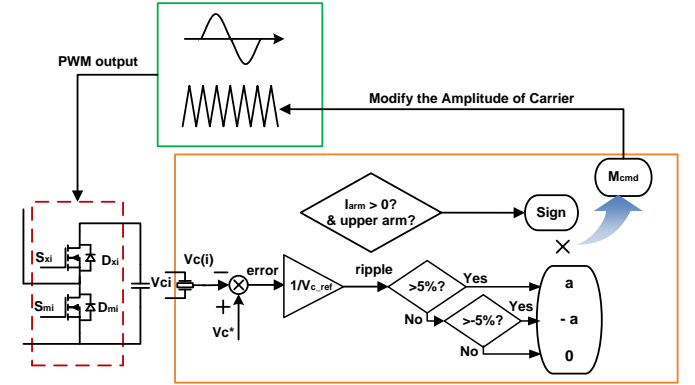 PWM output
Modify the Amplitude of Carrier
Iarm > 0?
& upper arm?
Sign
Mcmd
Sxi
Dxi
Smi
Dmi
Vci
Vc(i)
−
+
Vc*
error
1/Vc_ref
ripple
>5%?
Yes
No
>-5%?
Yes
No
a
- a
0